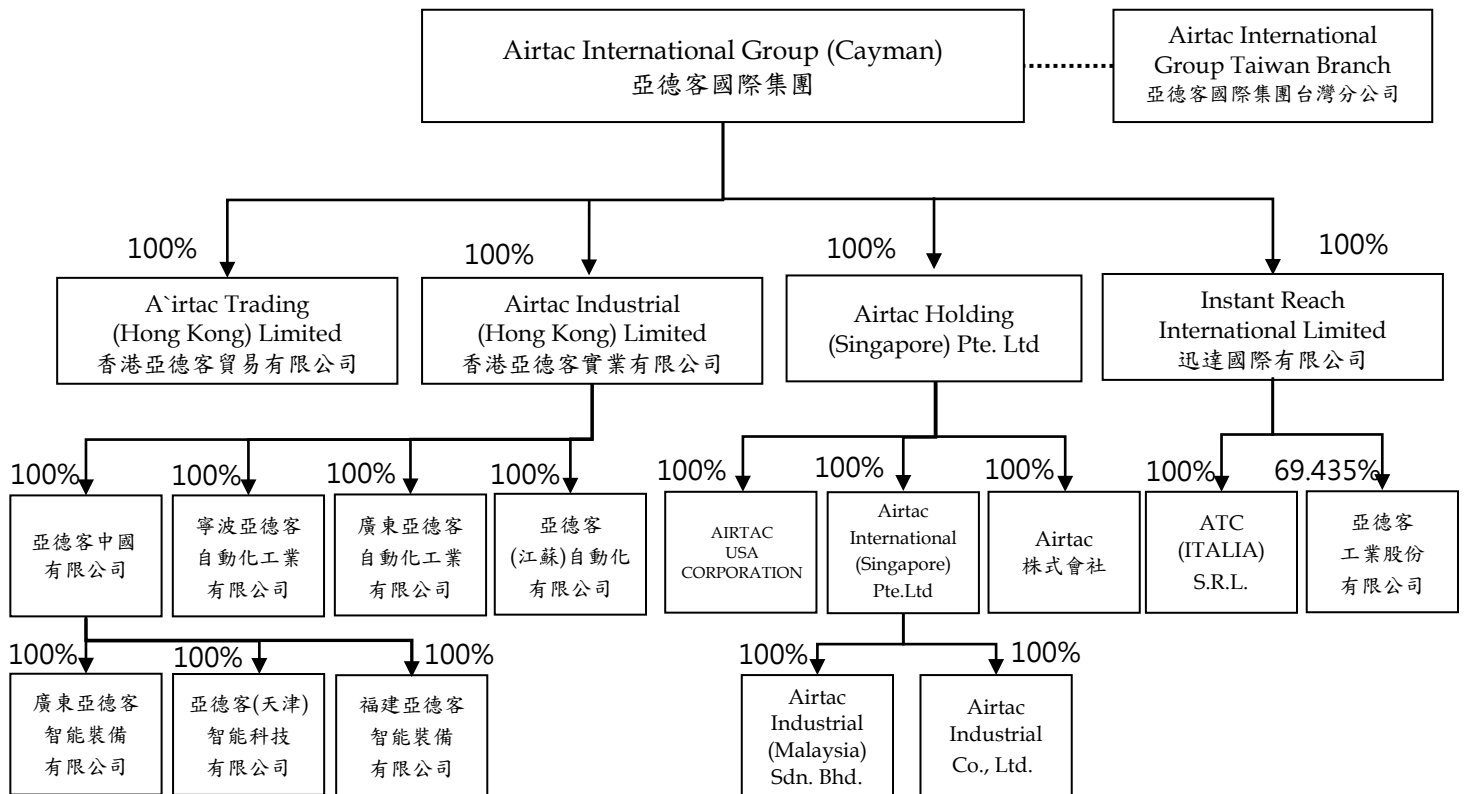 Airtac International Group (Cayman)
亞德客國際集團
Airtac International
Group Taiwan Branch
亞德客國際集團台灣分公司
100%
100%
100%
100%
A`irtac Trading
(Hong Kong) Limited
香港亞德客貿易有限公司
Airtac Industrial
(Hong Kong) Limited
香港亞德客實業有限公司
Airtac Holding
(Singapore) Pte. Ltd
Instant Reach
International Limited
迅達國際有限公司
100%
100%
100%
100%
100%
100%
100%
100%
69.435%
亞德客中國
有限公司
寧波亞德客
自動化工業
有限公司
廣東亞德客
自動化工業
有限公司
亞德客
(江蘇)自動化
有限公司
AIRTAC
USA
CORPORATION
Airtac
International
(Singapore)
Pte.Ltd
Airtac
株式會社
ATC
(ITALIA)
S.R.L.
亞德客
工業股份
有限公司
100%
100%
100%
100%
100%
廣東亞德客
智能裝備
有限公司
亞德客(天津)
智能科技
有限公司
福建亞德客
智能裝備
有限公司
Airtac
Industrial
(Malaysia)
Sdn. Bhd.
Airtac
Industrial
Co., Ltd.